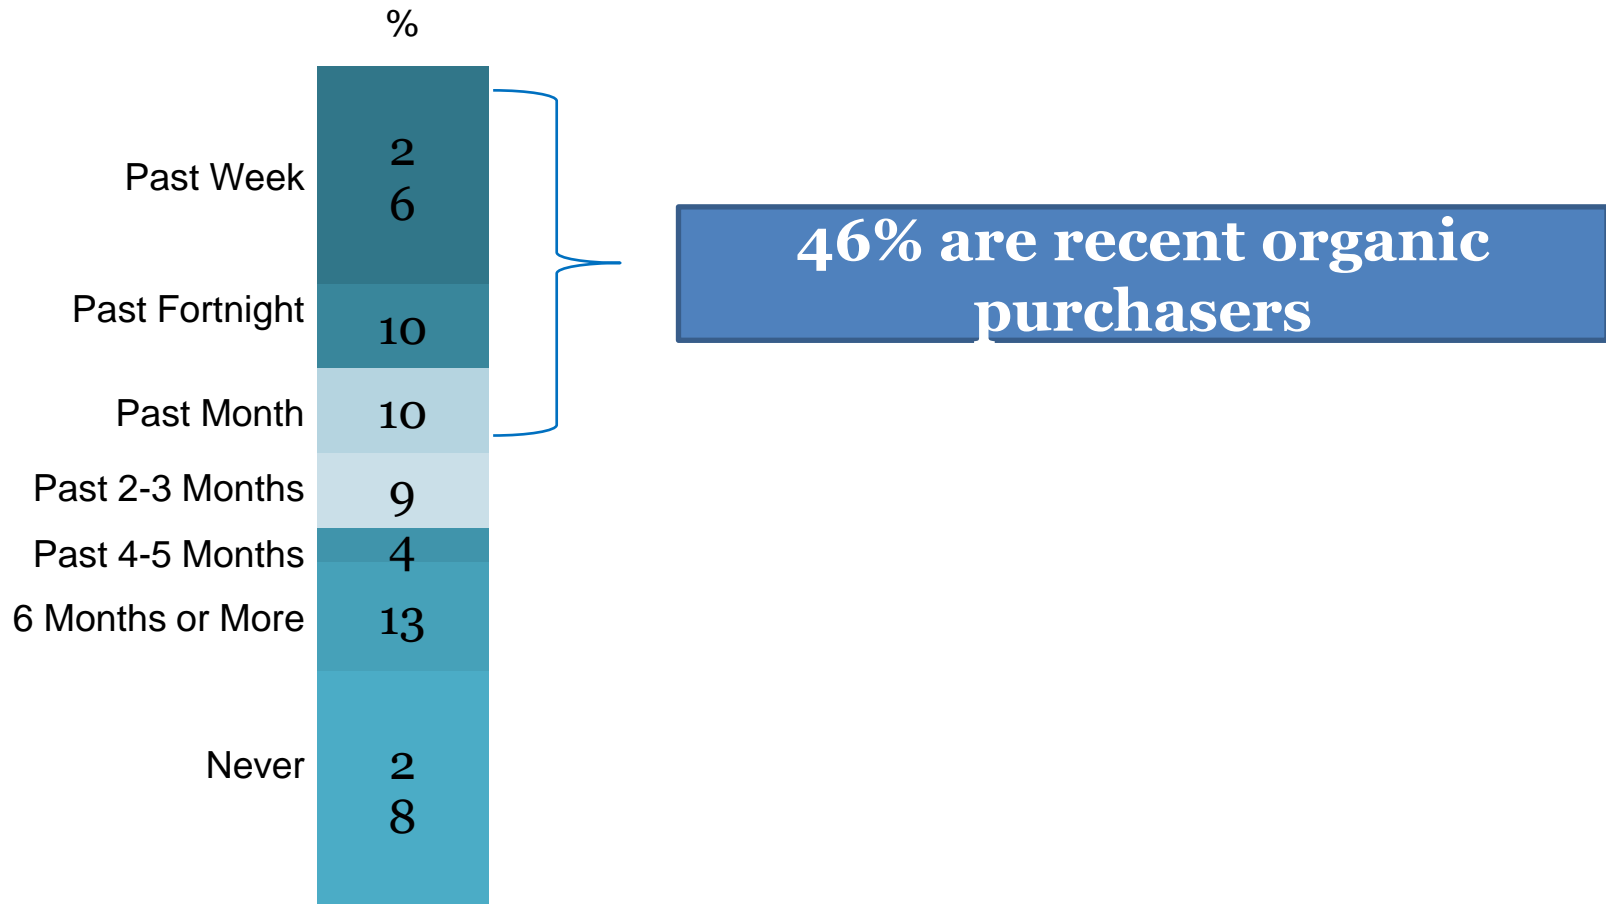 %
Past Week
2
6
Past Fortnight
10
Past Month
10
Past 2-3 Months
9
Past 4-5 Months
4
6 Months or More
13
Never
2
8
46% are recent organic
purchasers